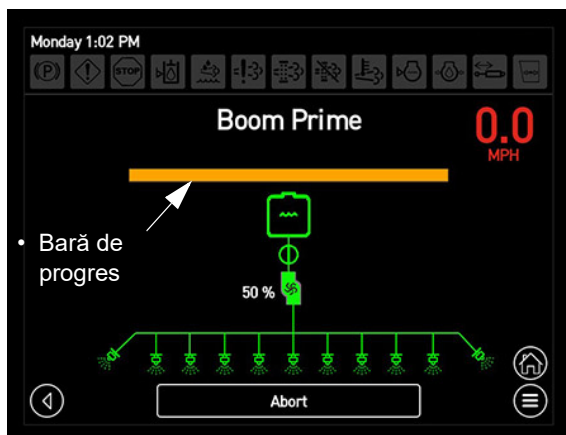 Monday 1:02 PM
STOP
Boom Prime
0.0
MPH
• Bară de
progres
50 %
Abort